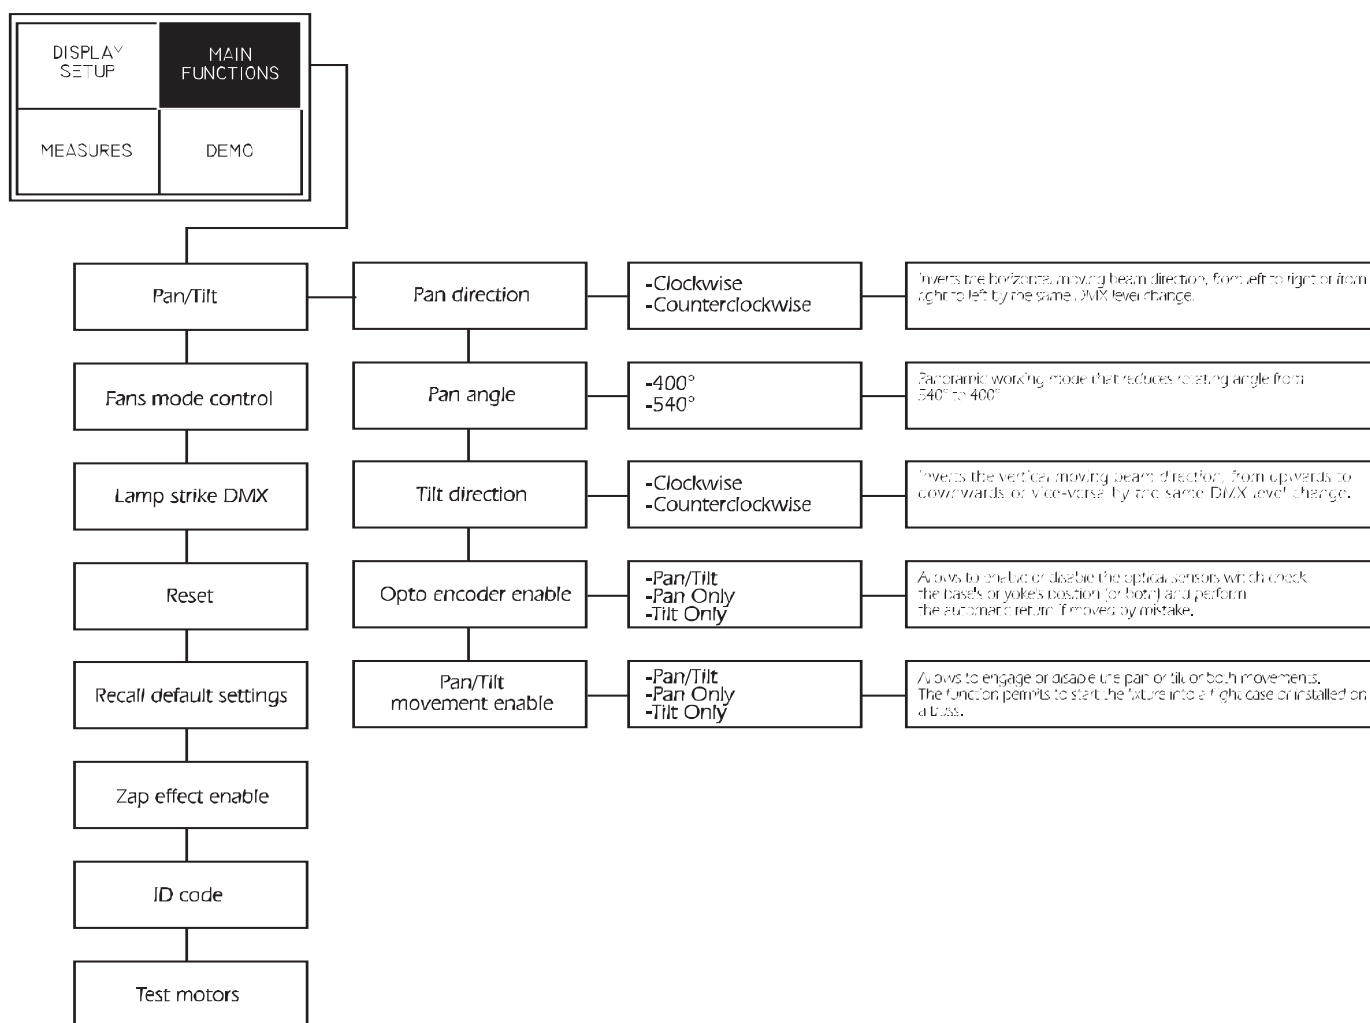 DISPLAY
SETUP
MAIN
FUNCTIONS
MEASURES
DEMO
Pan/Tilt
Pan direction
-Clockwise
-Counterclockwise
Inverts the horizontal moving beam direction, from left to right or from
right to left by the same DMX level change.
Fans mode control
Pan angle
-400°
-540°
Panoramic working mode that reduces rotating angle from
540° to 400°
Lamp strike DMX
Tilt direction
-Clockwise
-Counterclockwise
Inverts the vertical moving beam direction, from upwards to
downwards or vice-versa by the same DMX level change.
Reset
Opto encoder enable
-Pan/Tilt
-Pan Only
-Tilt Only
Allows to enable or disable the optical sensors which check
the base's or yoke's position (or both) and perform
the automatic return if moved by mistake.
Recall default settings
Pan/Tilt
movement enable
-Pan/Tilt
-Pan Only
-Tilt Only
Allows to engage or disable the pan or tilt or both movements.
The function permits to start the fixture into a flight case or installed on
a truss.
Zap effect enable
ID code
Test motors